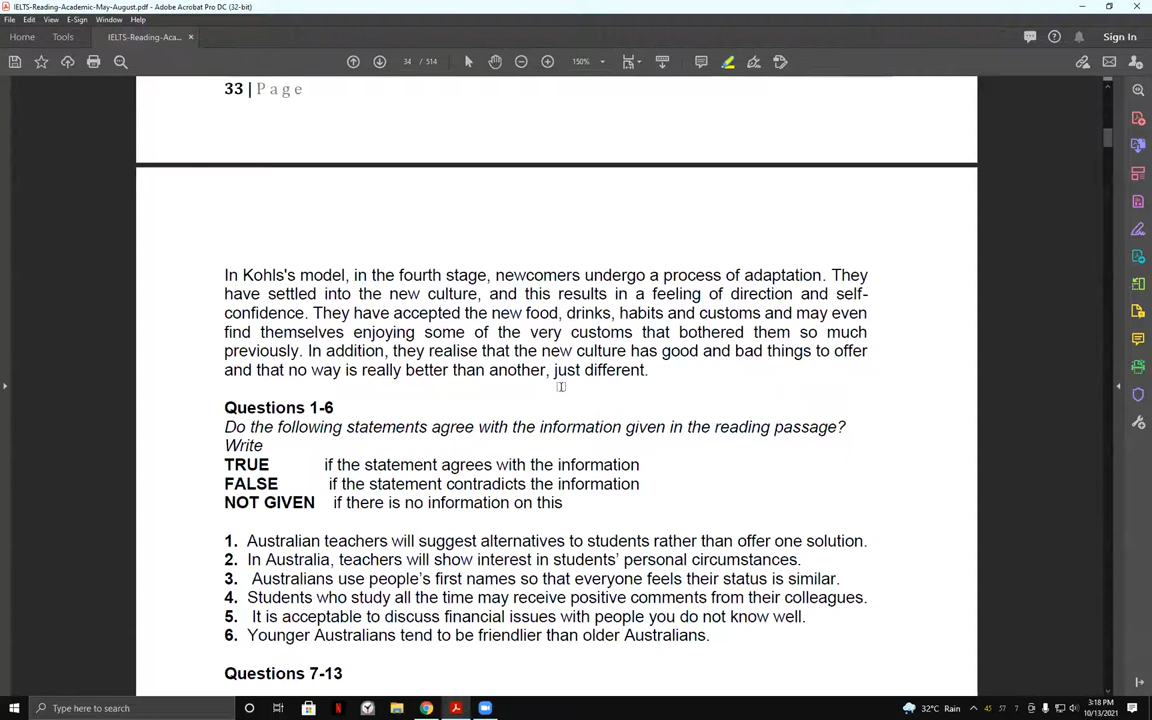 IELTS-Reading-Academic-May-August.pdf - Adobe Acrobat Pro DC (32-bit)
File Edit View E-Sign Window Help
Home Tools IELTS-Reading-Aca... × Sign In
34 / 514 150%
33 | P a g e
In Kohls's model, in the fourth stage, newcomers undergo a process of adaptation. They
have settled into the new culture, and this results in a feeling of direction and self-
confidence. They have accepted the new food, drinks, habits and customs and may even
find themselves enjoying some of the very customs that bothered them so much
previously. In addition, they realise that the new culture has good and bad things to offer
and that no way is really better than another, just different.
Questions 1-6
Do the following statements agree with the information given in the reading passage?
Write
TRUE if the statement agrees with the information
FALSE if the statement contradicts the information
NOT GIVEN if there is no information on this
1. Australian teachers will suggest alternatives to students rather than offer one solution.
2. In Australia, teachers will show interest in students' personal circumstances.
3. Australians use people's first names so that everyone feels their status is similar.
4. Students who study all the time may receive positive comments from their colleagues.
5. It is acceptable to discuss financial issues with people you do not know well.
6. Younger Australians tend to be friendlier than older Australians.
Questions 7-13
Type here to search
32°C Rain 45 57 7 3:18 PM
10/13/2021